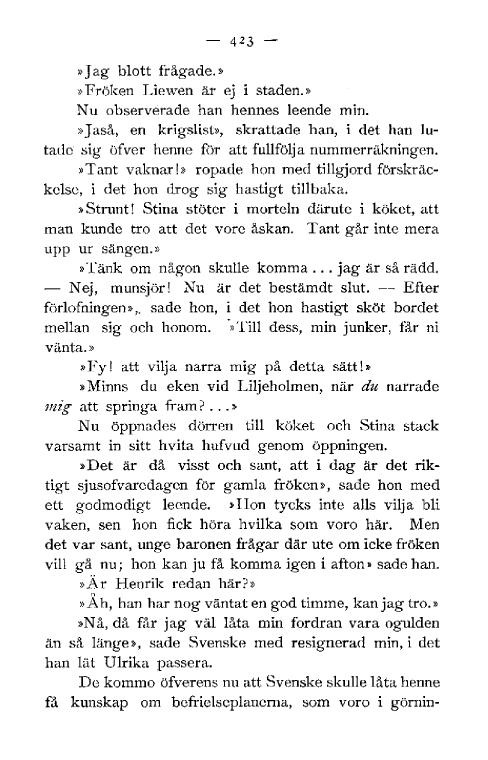 — 423 —
»Jag blott frågade.»
»Fröken Liewen är ej i staden.»
Nu observerade han hennes leende min.
»Jaså, en krigslist», skrattade han, i det han lu-
tade sig öfver henne för att fullfölja nummerräkningen.
»Tant vaknar!» ropade hon med tillgjord förskräc-
kelse, i det hon drog sig hastigt tillbaka.
»Strunt! Stina stöter i morteln därute i köket, att
man kunde tro att det vore åskan. Tant går inte mera
upp ur sängen.»
»Tänk om någon skulle komma . . . jag är så rädd.
— Nej, munsjör! Nu är det bestämdt slut. — Efter
förlofningen», sade hon, i det hon hastigt sköt bordet
mellan sig och honom. »Till dess, min junker, får ni
vänta.»
»Fy! att vilja narra mig på detta sätt!»
»Minns du eken vid Liljeholmen, när du narrade
mig att springa fram? . . .»
Nu öppnades dörren till köket och Stina stack
varsamt in sitt hvita hufvud genom öppningen.
»Det är då visst och sant, att i dag är det rik-
tigt sjusofvaredagen för gamla fröken», sade hon med
ett godmodigt leende. »Hon tycks inte alls vilja bli
vaken, sen hon fick höra hvilka som voro här. Men
det var sant, unge baronen frågar där ute om icke fröken
vill gå nu; hon kan ju få komma igen i afton» sade han.
»Är Henrik redan här?»
»Åh, han har nog väntat en god timme, kan jag tro.»
»Nå, då får jag väl låta min fordran vara ogulden
än så länge», sade Svenske med resignerad min, i det
han lät Ulrika passera.
De kommo öfverens nu att Svenske skulle låta henne
få kunskap om befrielseplanerna, som voro i görnin-